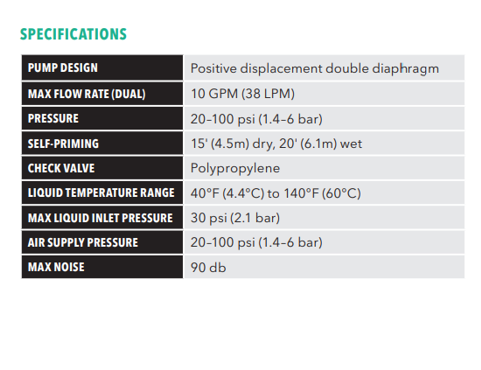 SPECIFICATIONS
PUMP DESIGN Positive displacement double diaphragm
MAX FLOW RATE (DUAL) 10 GPM (38 LPM)
PRESSURE 20–100 psi (1.4–6 bar)
SELF-PRIMING 15' (4.5m) dry, 20' (6.1m) wet
CHECK VALVE Polypropylene
LIQUID TEMPERATURE RANGE 40°F (4.4°C) to 140°F (60°C)
MAX LIQUID INLET PRESSURE 30 psi (2.1 bar)
AIR SUPPLY PRESSURE 20–100 psi (1.4–6 bar)
MAX NOISE 90 db